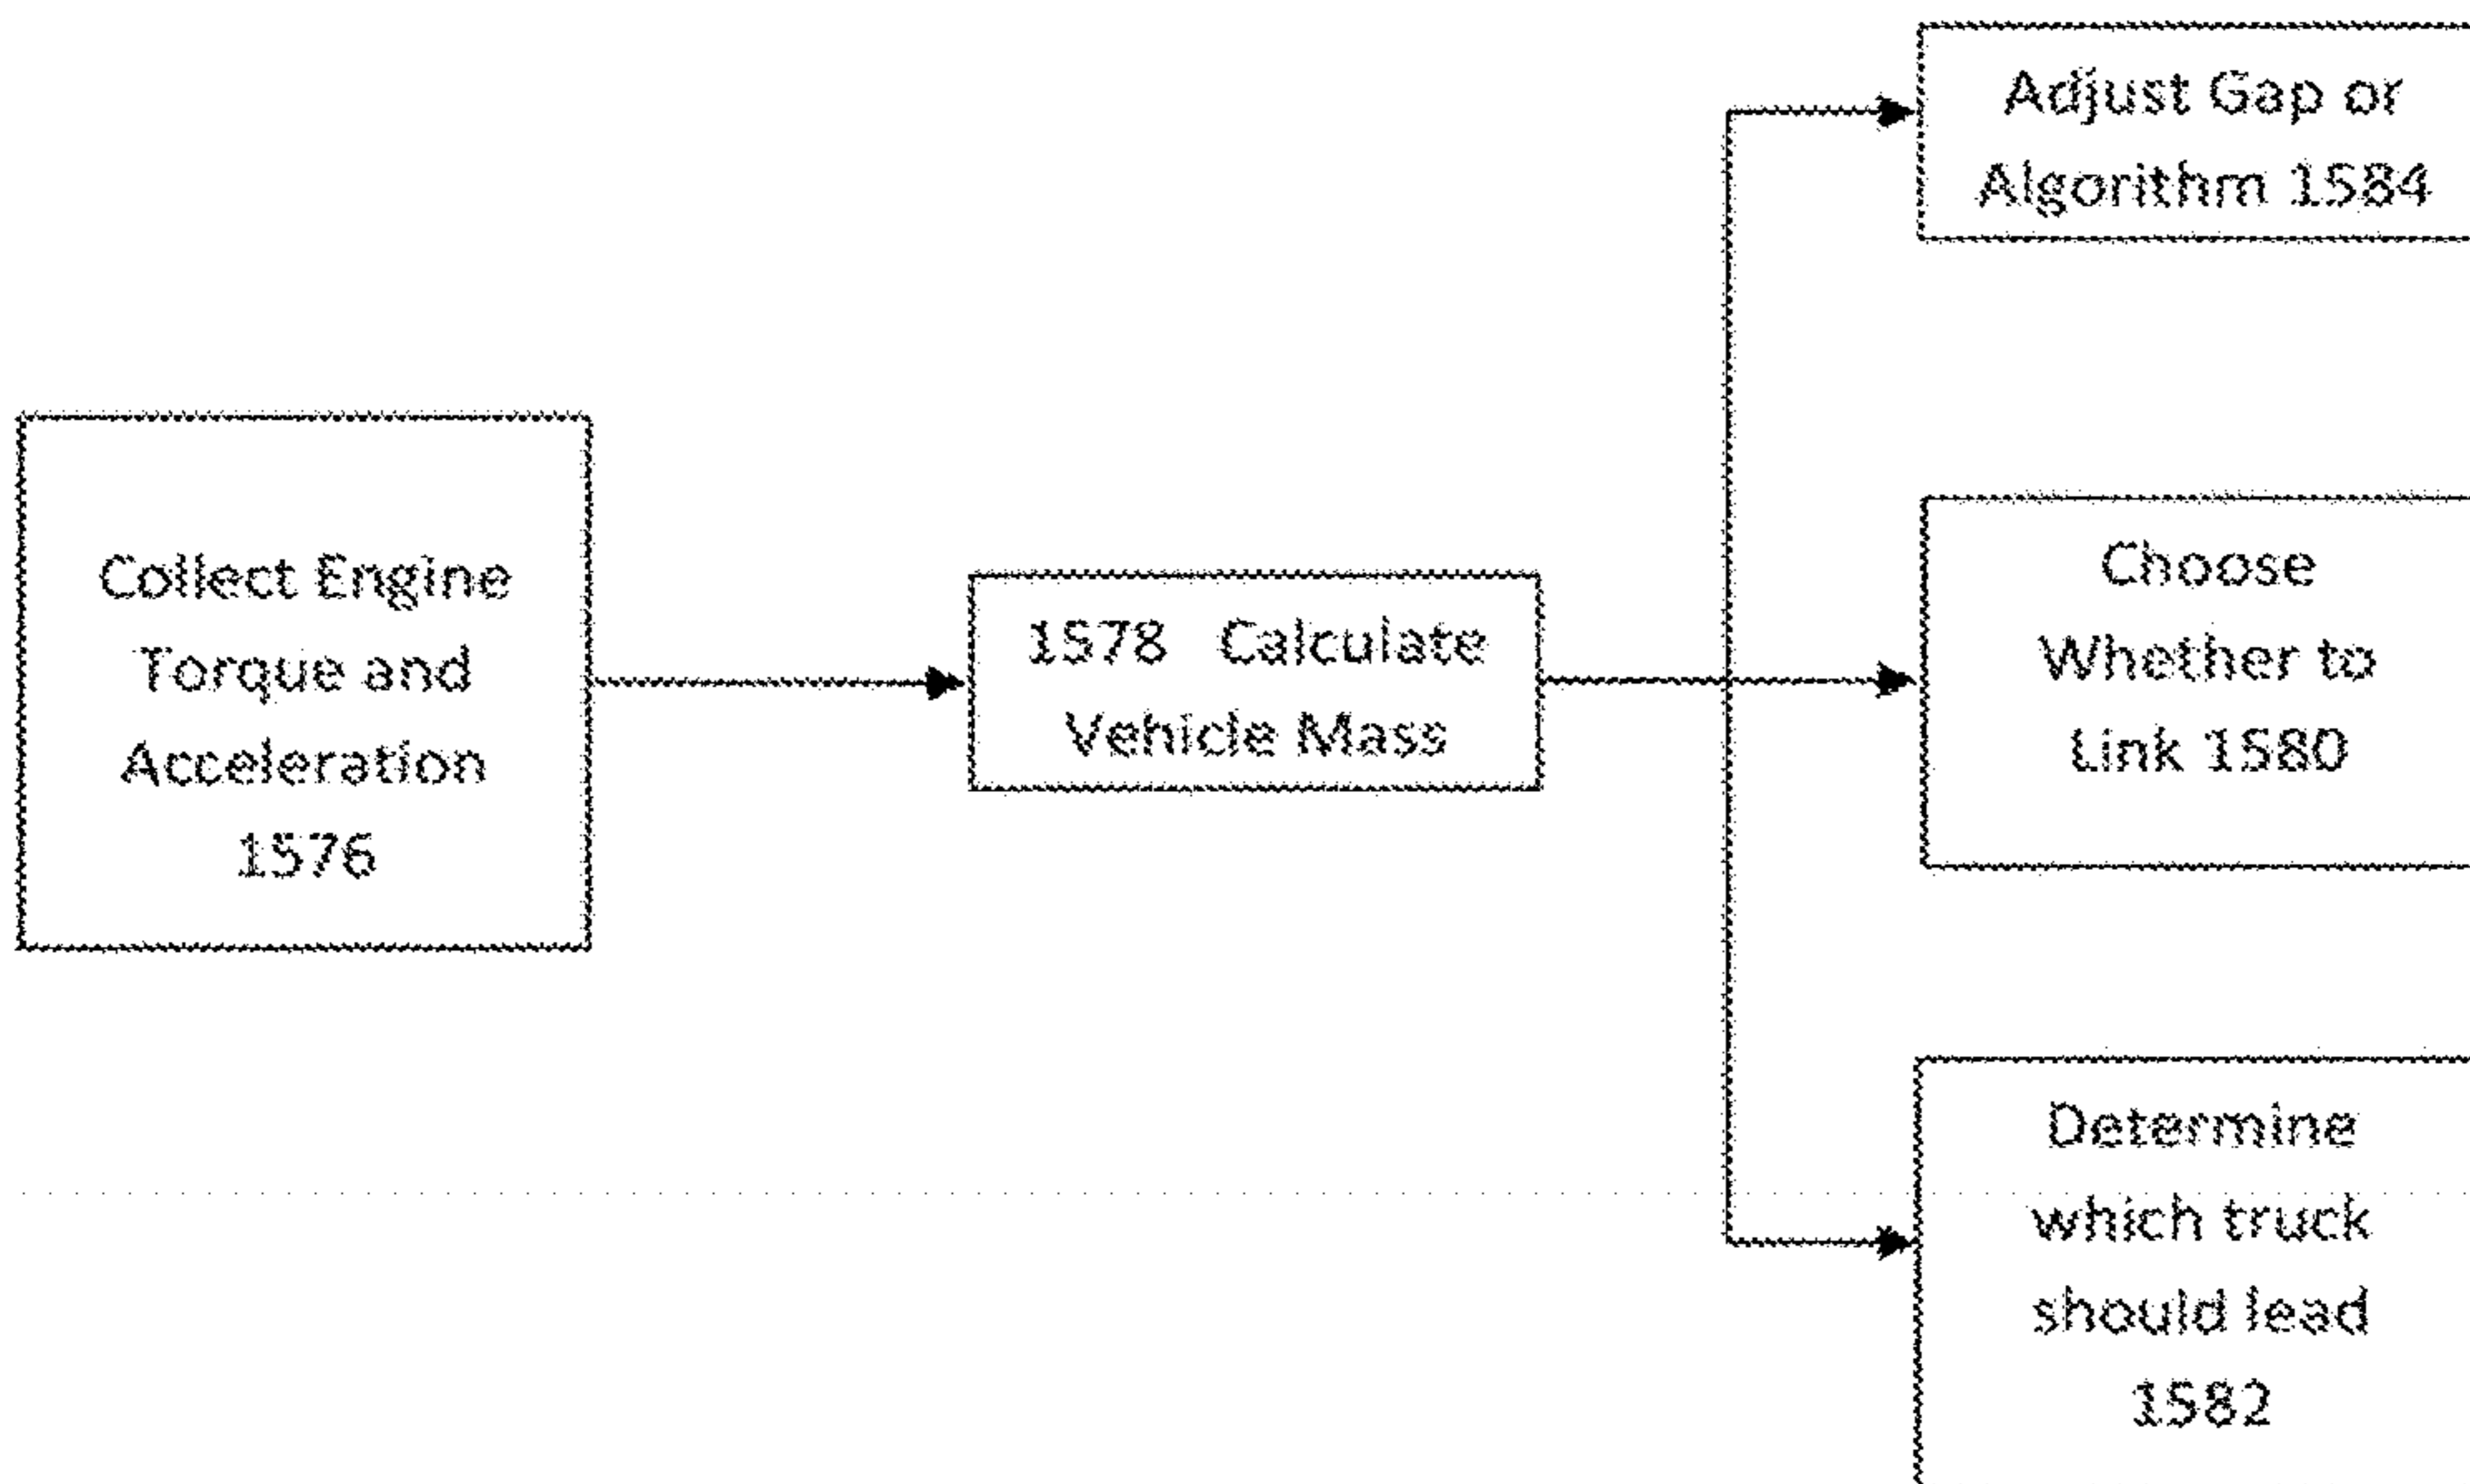 Collect Engine
Torque and
Acceleration
1576
1578 Calculate
Vehicle Mass
Adjust Gap or
Algorithm 1584
Choose
Whether to
Link 1580
Determine
which truck
should lead
1582